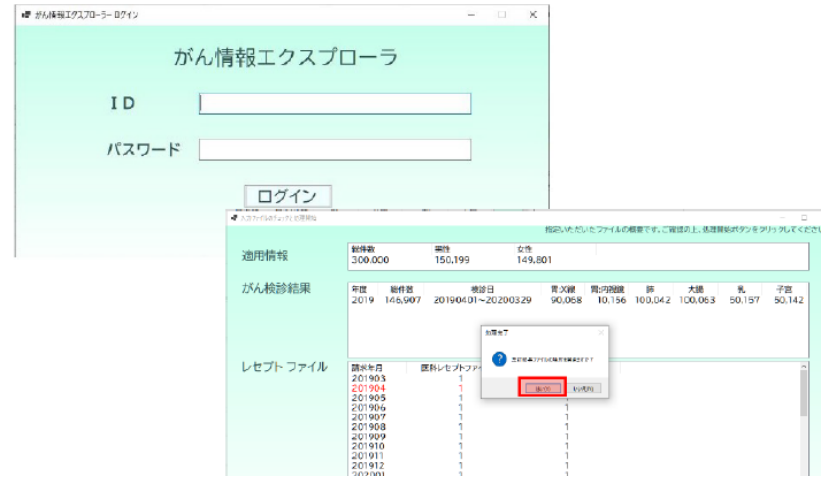 がん情報エクスプローラー ログイン
がん情報エクスプローラ
ID
パスワード
ログイン
指定いただいたファイルの概要です。ご確認の上、処理開始ボタンをクリックしてください
適用情報
総件数 男性 女性
300,000 150,199 149,801
がん検診結果
年度 総件数 検診日 胃:X線 胃:内視鏡 肺 大腸 乳 子宮
2019 146,907 20190401～20200329 90,068 10,156 100,042 100,063 50,157 50,142
レセプト ファイル
請求年月 医科レセプトファ
201903 1 1
201904 1
201905 1 1
201906 1 1
201907 1 1
201908 1 1
201909 1 1
201910 1 1
201911 1 1
201912 1 1
202001 1 1